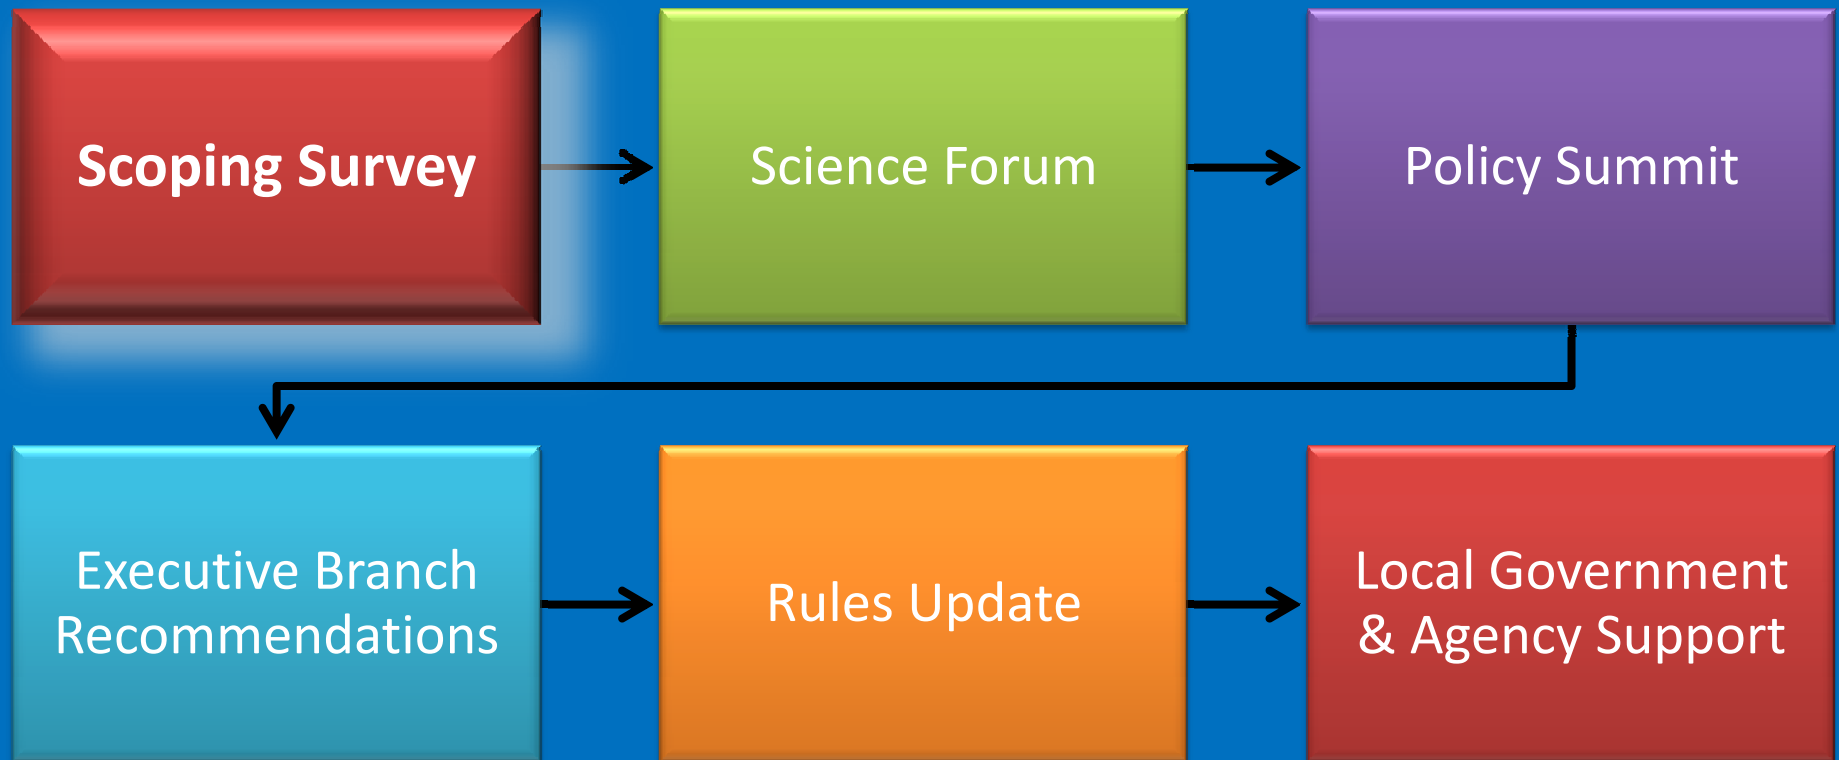 Scoping Survey
Science Forum
Policy Summit
Executive Branch
Recommendations
Rules Update
Local Government
& Agency Support